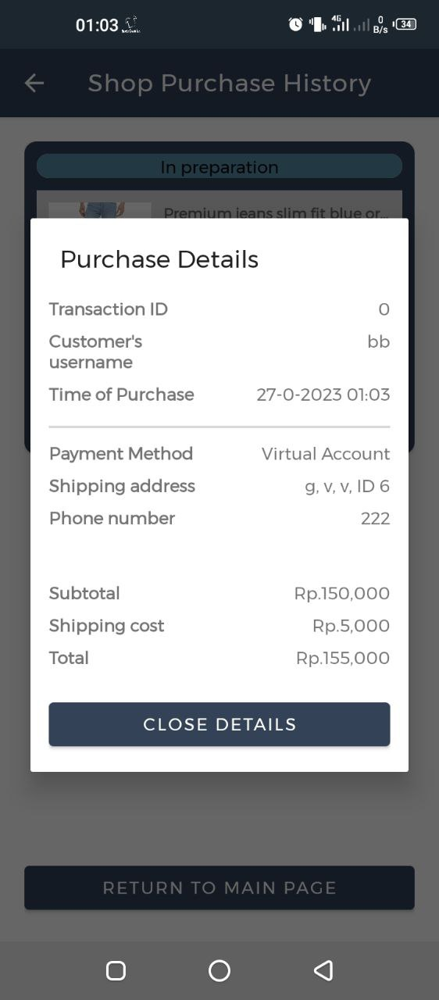 01:03 4G 0 B/s 34
Shop Purchase History
In preparation
Premium jeans slim fit blue or...
Purchase Details
Transaction ID 0
Customer's username bb
Time of Purchase 27-0-2023 01:03
Payment Method Virtual Account
Shipping address g, v, v, ID 6
Phone number 222
Subtotal Rp.150,000
Shipping cost Rp.5,000
Total Rp.155,000
CLOSE DETAILS
RETURN TO MAIN PAGE